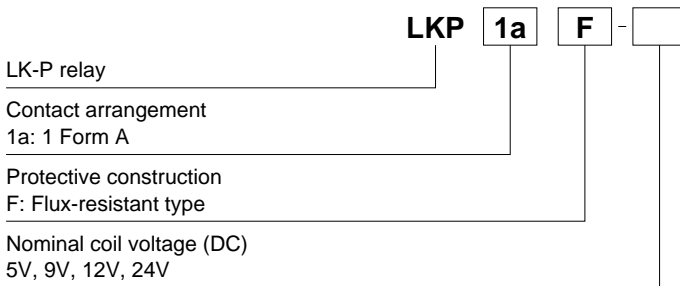 LKP 1a F -
LK-P relay
Contact arrangement
1a: 1 Form A
Protective construction
F: Flux-resistant type
Nominal coil voltage (DC)
5V, 9V, 12V, 24V